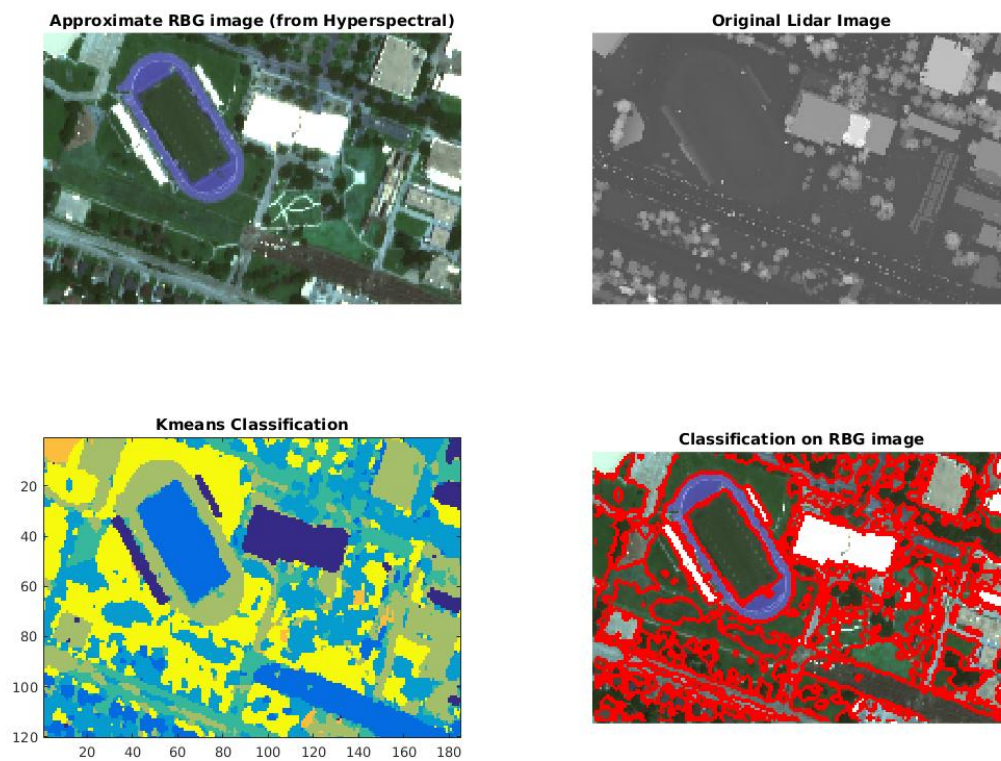 Approximate RBG image (from Hyperspectral)
Original Lidar Image
Kmeans Classification
20
40
60
80
100
120
20 40 60 80 100 120 140 160 180
Classification on RBG image